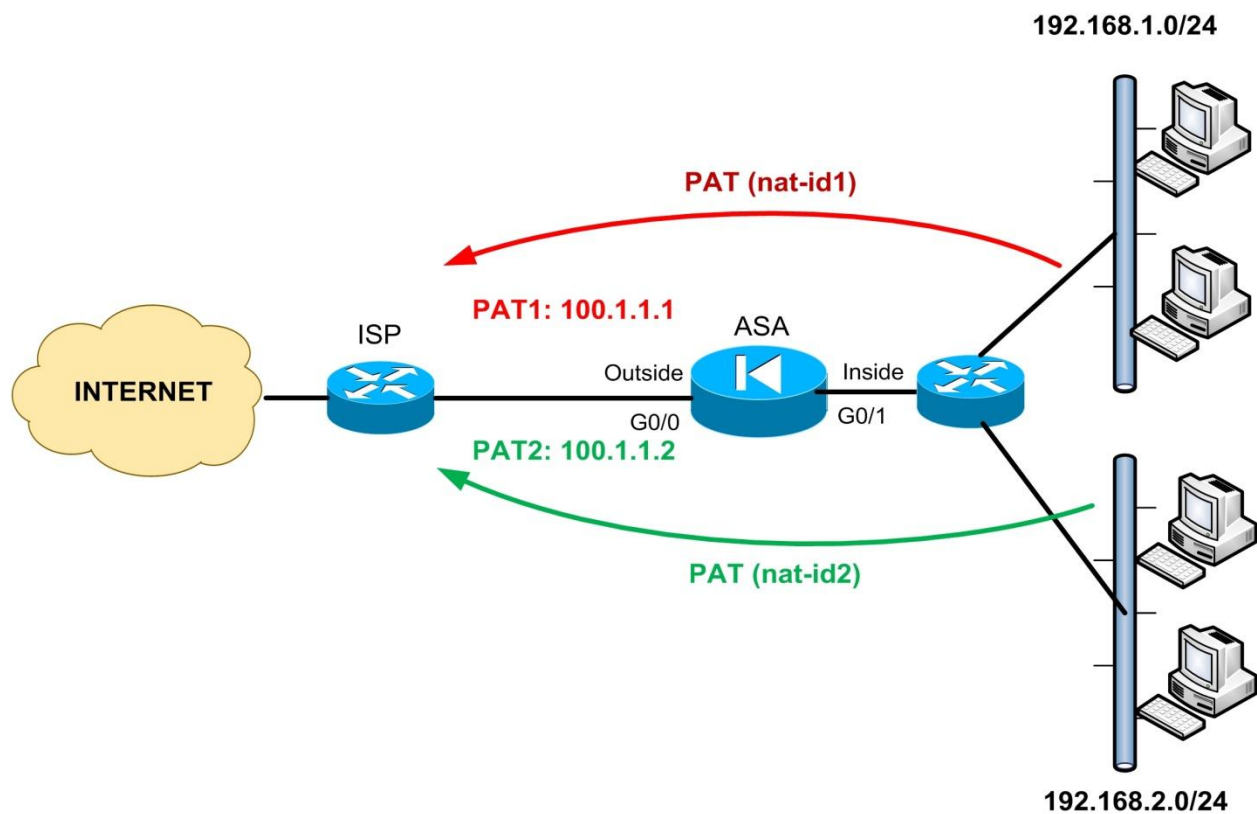 192.168.1.0/24
PAT (nat-id1)
PAT1: 100.1.1.1
ISP
ASA
INTERNET
Outside
Inside
G0/0
G0/1
PAT2: 100.1.1.2
PAT (nat-id2)
192.168.2.0/24